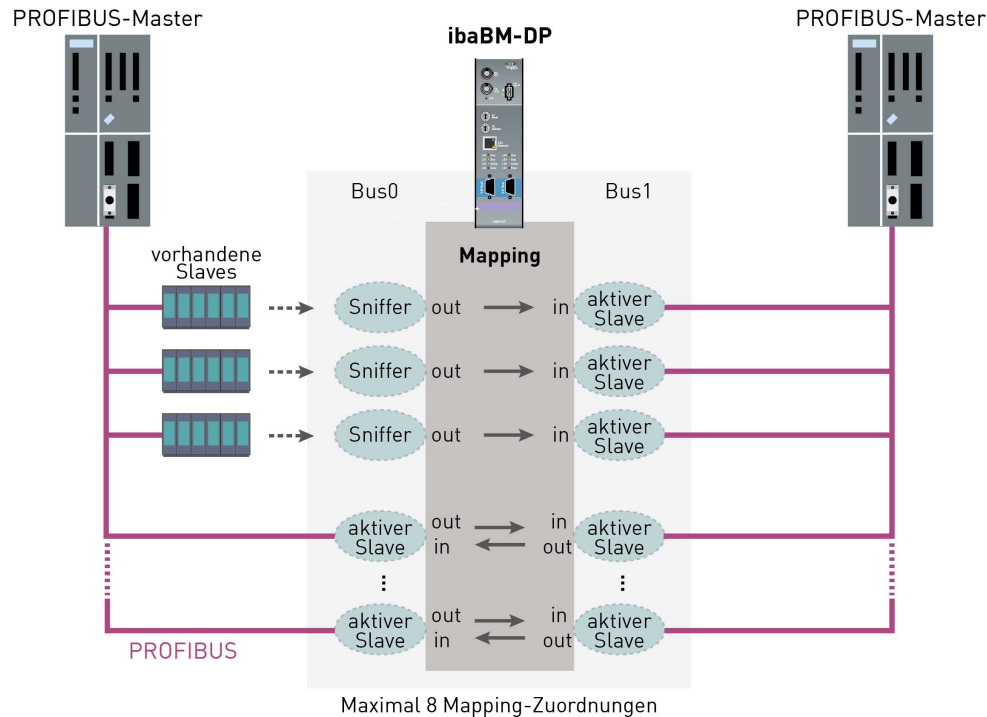 PROFIBUS-Master
PROFIBUS-Master
ibaBM-DP
Bus0
Bus1
Mapping
vorhandene
Slaves
Sniffer
out
in
aktiver
Slave
Sniffer
out
in
aktiver
Slave
Sniffer
out
in
aktiver
Slave
aktiver
Slave
out
in
in
out
aktiver
Slave
aktiver
Slave
out
in
in
out
aktiver
Slave
PROFIBUS
Maximal 8 Mapping-Zuordnungen